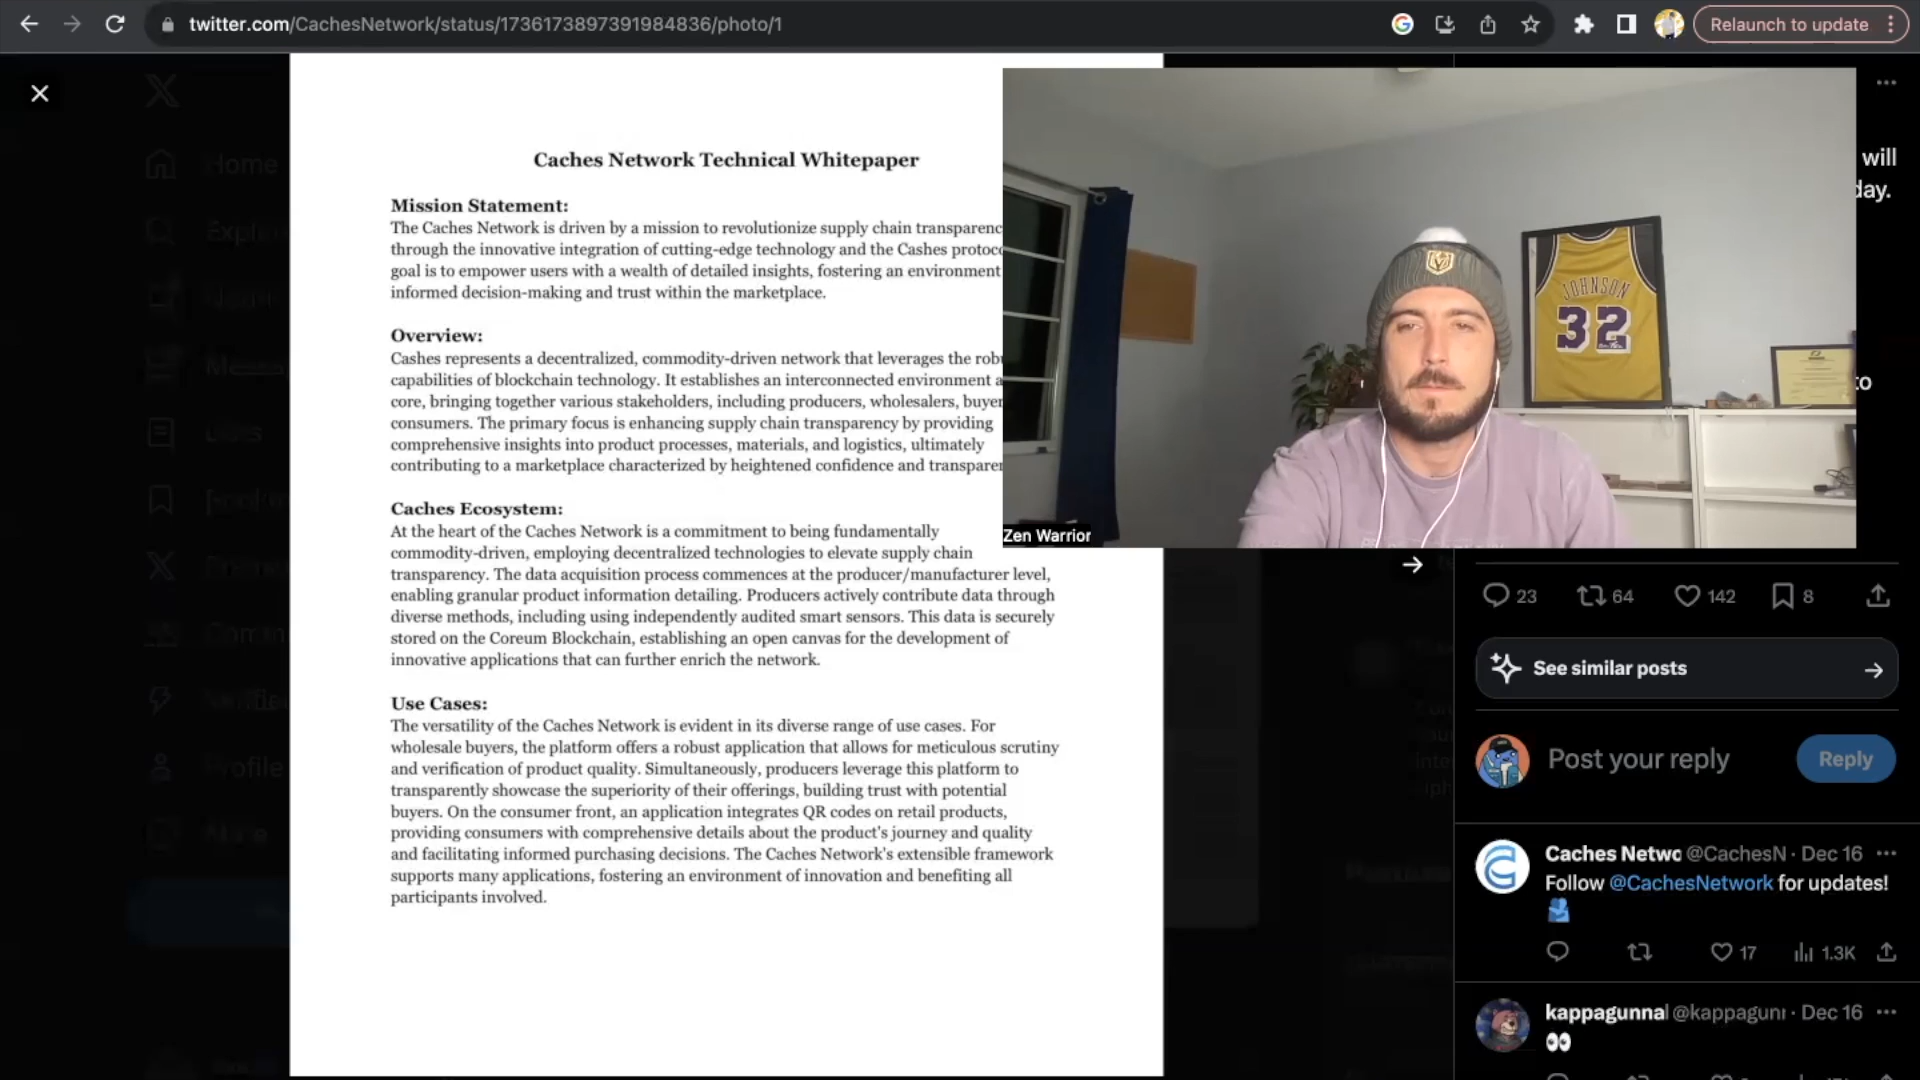 twitter.com/CachesNetwork/status/1736173897391984836/photo/1
Relaunch to update
Caches Network Technical Whitepaper
Mission Statement:
The Caches Network is driven by a mission to revolutionize supply chain
through the innovative integration of cutting-edge technology and the Cashes
goal is to empower users with a wealth of detailed insights, fostering an environment
informed decision-making and trust within the marketplace.
Overview:
Cashes represents a decentralized, commodity-driven network that leverages the
capabilities of blockchain technology. It establishes an interconnected environment
core, bringing together various stakeholders, including producers, wholesalers,
consumers. The primary focus is enhancing supply chain transparency by providing
comprehensive insights into product processes, materials, and logistics, ultimately
contributing to a marketplace characterized by heightened confidence and
Caches Ecosystem:
At the heart of the Caches Network is a commitment to being fundamentally
commodity-driven, employing decentralized technologies to elevate supply chain
transparency. The data acquisition process commences at the producer/manufacturer level,
enabling granular product information detailing. Producers actively contribute data through
diverse methods, including using independently audited smart sensors. This data is securely
stored on the Coreum Blockchain, establishing an open canvas for the development of
innovative applications that can further enrich the network.
Use Cases:
The versatility of the Caches Network is evident in its diverse range of use cases. For
wholesale buyers, the platform offers a robust application that allows for meticulous scrutiny
and verification of product quality. Simultaneously, producers leverage this platform to
transparently showcase the superiority of their offerings, building trust with potential
buyers. On the consumer front, an application integrates QR codes on retail products,
providing consumers with comprehensive details about the product's journey and quality
and facilitating informed purchasing decisions. The Caches Network's extensible framework
supports many applications, fostering an environment of innovation and benefiting all
participants involved.
JOHNSON
32
Zen Warrior
will
day.
to
23 64 142 8
See similar posts
Post your reply
Reply
Caches Netwo @CachesN · Dec 16
Follow @CachesNetwork for updates!
17 1.3K
kappagunnal @kappagunn · Dec 16
Home
Profile